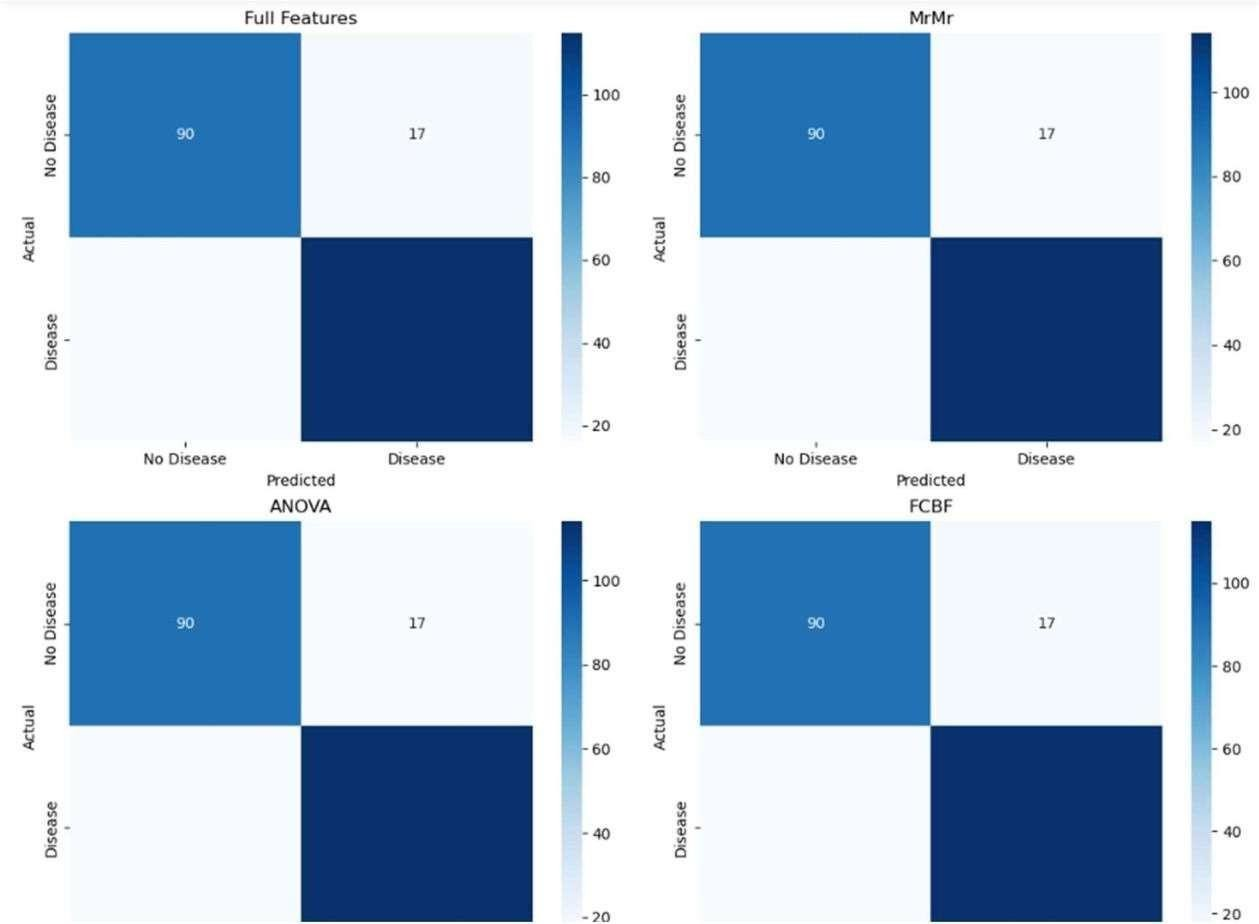 Full Features
No Disease
90
17
100
80
60
40
20
Actual
Disease
No Disease
Disease
Predicted
MrMr
No Disease
90
17
100
80
60
40
20
Actual
Disease
No Disease
Disease
Predicted
ANOVA
No Disease
90
17
100
80
60
40
20
Actual
Disease
FCBF
No Disease
90
17
100
80
60
40
20
Actual
Disease